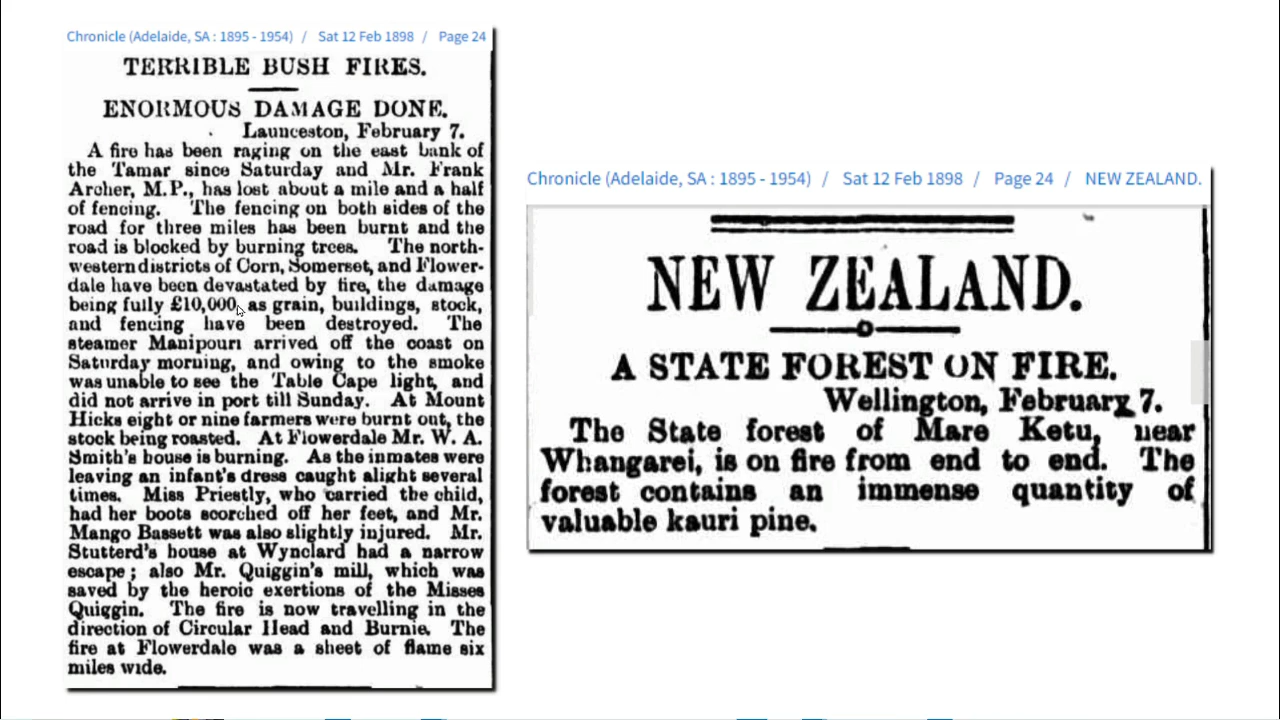 Chronicle (Adelaide, SA : 1895 - 1954) / Sat 12 Feb 1898 / Page 24
TERRIBLE BUSH FIRES.
ENORMOUS DAMAGE DONE.
Launceston, February 7.
A fire has been raging on the east bank of
the Tamar since Saturday and Mr. Frank
Archer, M.P., has lost about a mile and a half
of fencing. The fencing on both sides of the
road for three miles has been burnt and the
road is blocked by burning trees. The north-
western districts of Corn, Somerset, and Flower-
dale have been devastated by fire, the damage
being fully £10,000, as grain, buildings, stock,
and fencing have been destroyed. The
steamer Manipouri arrived off the coast on
Saturday morning, and owing to the smoke
was unable to see the Table Cape light, and
did not arrive in port till Sunday. At Mount
Hicks eight or nine farmers were burnt out, the
stock being roasted. At Flowerdale Mr. W. A.
Smith's house is burning. As the inmates were
leaving an infant's dress caught alight several
times. Miss Priestly, who carried the child,
had her boots scorched off her feet, and Mr.
Mango Bassett was also slightly injured. Mr.
Stutterd's house at Wynclard had a narrow
escape; also Mr. Quiggin's mill, which was
saved by the heroic exertions of the Misses
Quiggin. The fire is now travelling in the
direction of Circular Head and Burnie. The
fire at Flowerdale was a sheet of flame six
miles wide.
Chronicle (Adelaide, SA : 1895 - 1954) / Sat 12 Feb 1898 / Page 24 / NEW ZEALAND.
NEW ZEALAND.
A STATE FOREST ON FIRE.
Wellington, February 7.
The State forest of Mare Ketu, near
Whangarei, is on fire from end to end. The
forest contains an immense quantity of
valuable kauri pine.